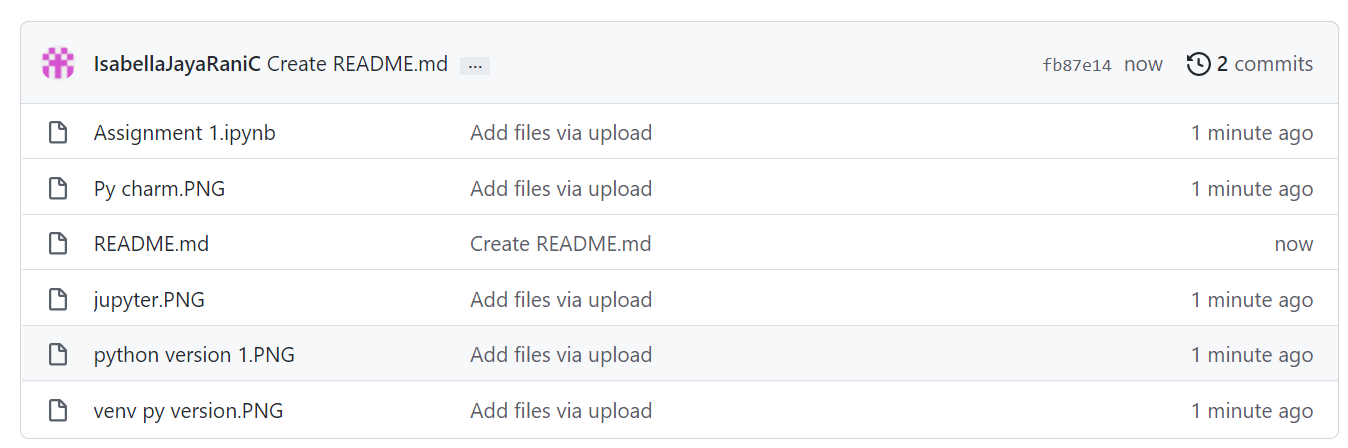 IsabellaJayaRaniC Create README.md ... fb87e14 now 2 commits
Assignment 1.ipynb Add files via upload 1 minute ago
Py charm.PNG Add files via upload 1 minute ago
README.md Create README.md now
jupyter.PNG Add files via upload 1 minute ago
python version 1.PNG Add files via upload 1 minute ago
venv py version.PNG Add files via upload 1 minute ago